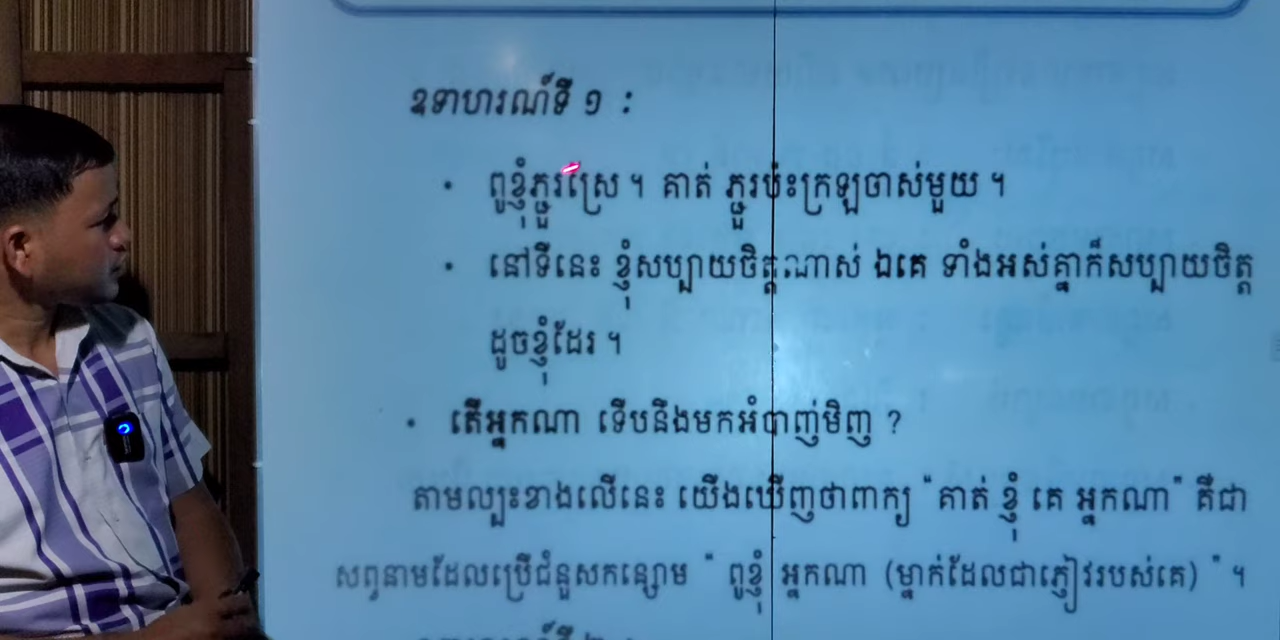 ឧទាហរណ៍ទី ១ ៖
• ពូខ្ញុំភ្ជួរស្រែ ។ គាត់ ភ្ជួរប៉ះក្រឡចាស់មួយ ។
• នៅទីនេះ ខ្ញុំសប្បាយចិត្តណាស់ ឯគេ ទាំងអស់គ្នាក៏សប្បាយចិត្ត
ដូចខ្ញុំដែរ ។
• តើអ្នកណា ទើបនឹងមកអំបាញ់មិញ ?
តាមល្បះខាងលើនេះ យើងឃើញថាពាក្យ "គាត់ ខ្ញុំ គេ អ្នកណា" គឺជា
សព្វនាមដែលប្រើជំនួសកន្សោម " ពូខ្ញុំ អ្នកណា (ម្នាក់ដែលជាភ្ញៀវរបស់គេ) " ។